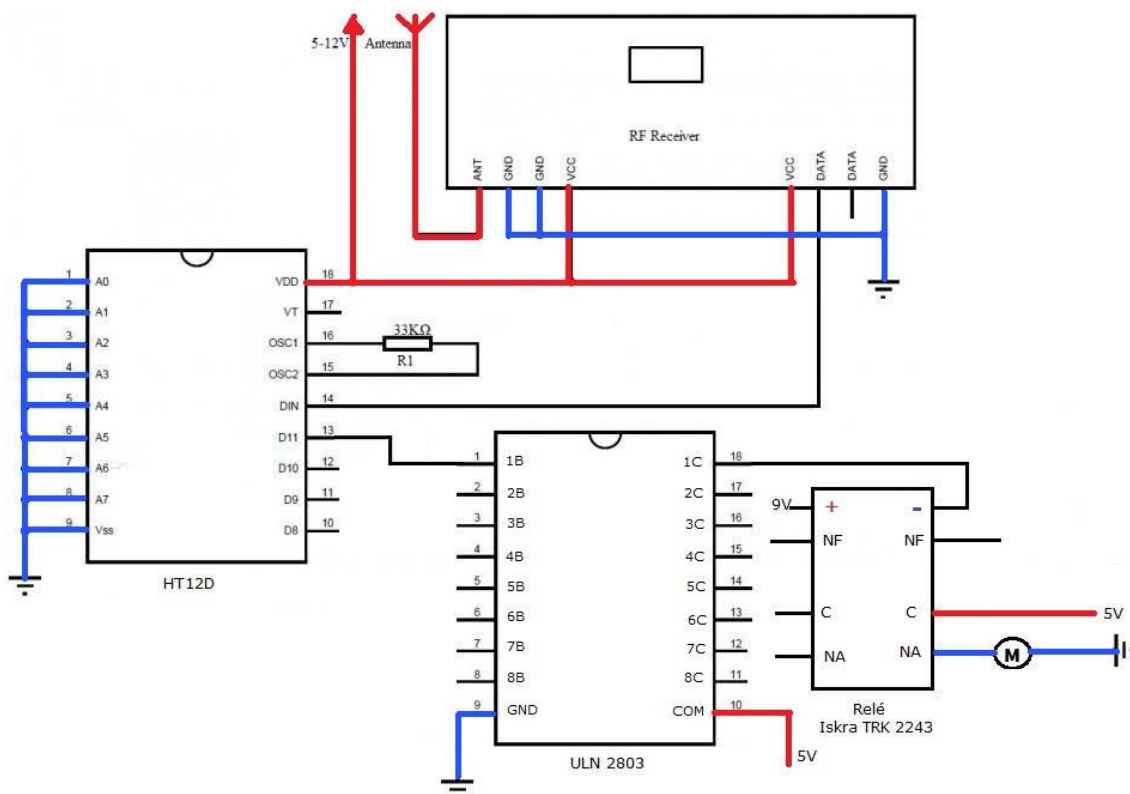 5-12V Antenna
RF Receiver
ANT GND GND VCC VCC DATA DATA GND
1 A0 VDD 18
2 A1 VT 17
3 A2 OSC1 16
33KΩ
R1
4 A3 OSC2 15
5 A4 DIN 14
6 A5 D11 13
7 A6 D10 12
8 A7 D9 11
9 Vss D8 10
HT12D
1 1B 1C 18
2 2B 2C 17
3 3B 3C 16
4 4B 4C 15
5 5B 5C 14
6 6B 6C 13
7 7B 7C 12
8 8B 8C 11
9 GND COM 10
5V
ULN 2803
9V + -
NF NF
C C 5V
NA NA M
Relé
Iskra TRK 2243